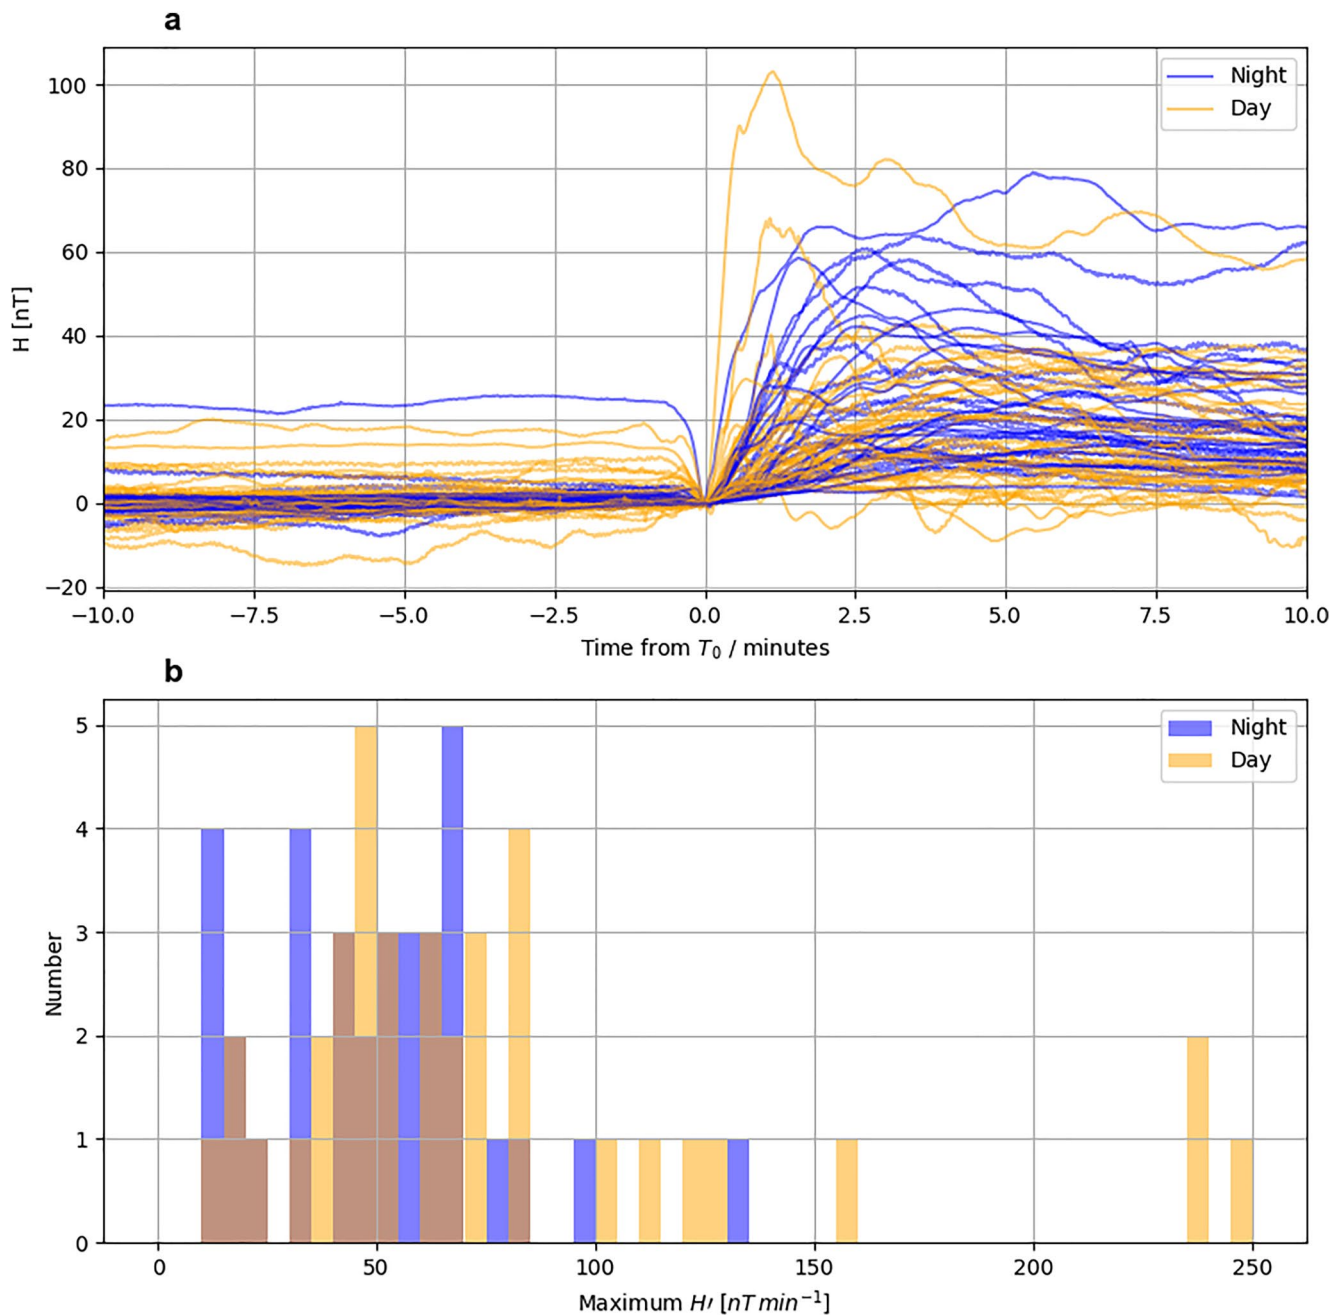 a
100
80
60
40
20
0
−20
H [nT]
Night
Day
−10.0 −7.5 −5.0 −2.5 0.0 2.5 5.0 7.5 10.0
Time from T₀ / minutes
b
5
4
3
2
1
0
Number
Night
Day
0 50 100 150 200 250
Maximum H′ [nT min⁻¹]